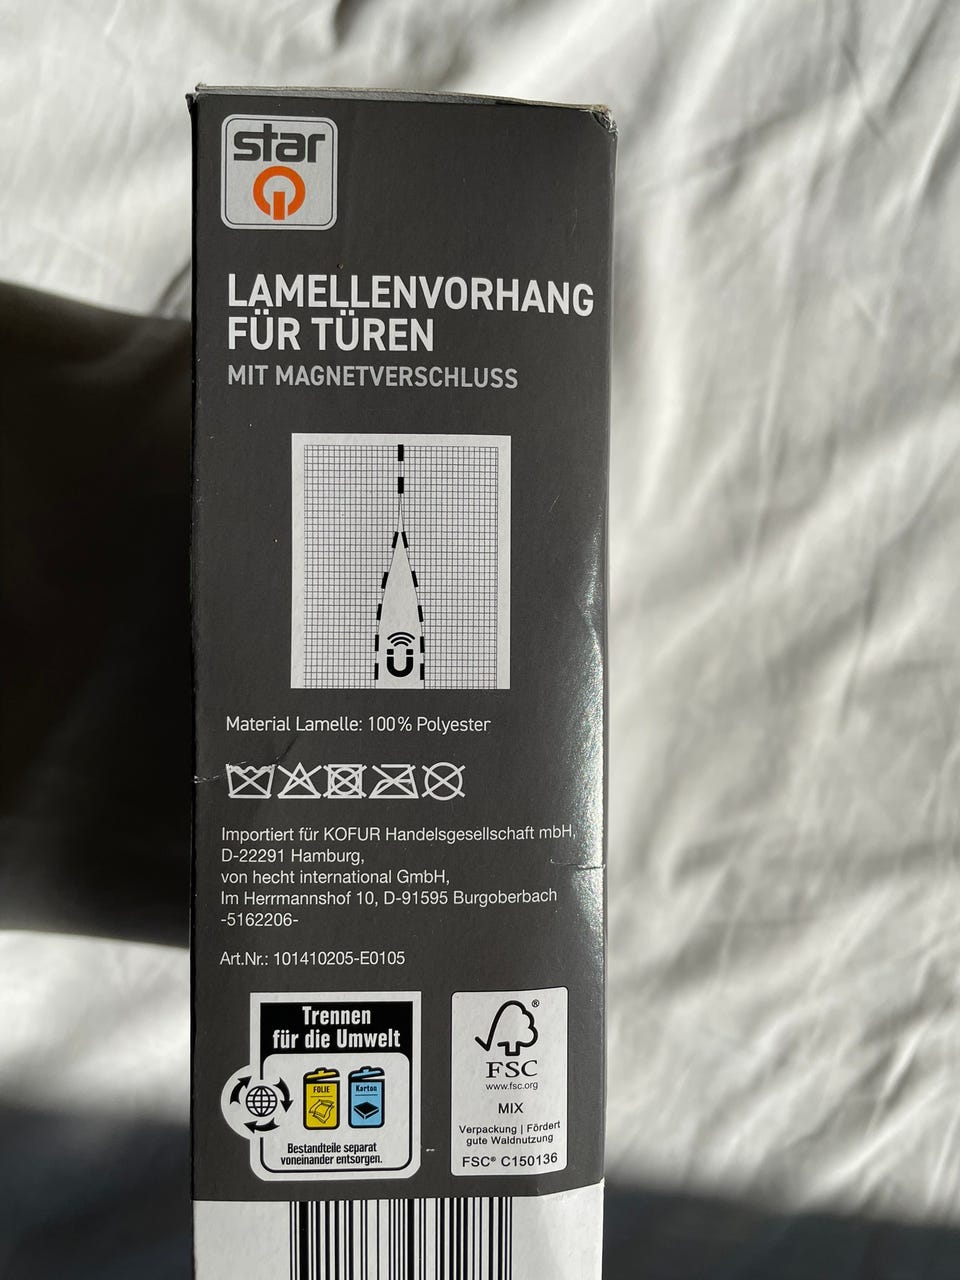 star
LAMELLENVORHANG
FÜR TÜREN
MIT MAGNETVERSCHLUSS
Material Lamelle: 100% Polyester
Importiert für KOFUR Handelsgesellschaft mbH,
D-22291 Hamburg,
von hecht international GmbH,
Im Herrmannshof 10, D-91595 Burgoberbach
-5162206-
Art.Nr.: 101410205-E0105
Trennen
für die Umwelt
FOLIE
Karton
Bestandteile separat
voneinander entsorgen.
®
FSC
www.fsc.org
MIX
Verpackung | Fördert
gute Waldnutzung
FSC® C150136